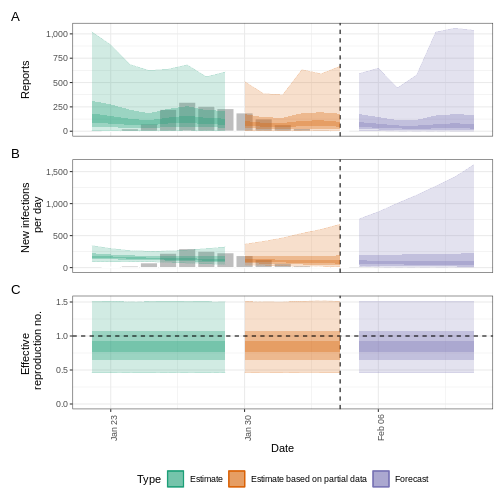 A
1,000
750
500
250
0
Reports
B
1,500
1,000
500
0
New infections
per day
C
1.5
1.0
0.5
0.0
Effective
reproduction no.
Jan 23
Jan 30
Feb 06
Date
Type
Estimate
Estimate based on partial data
Forecast